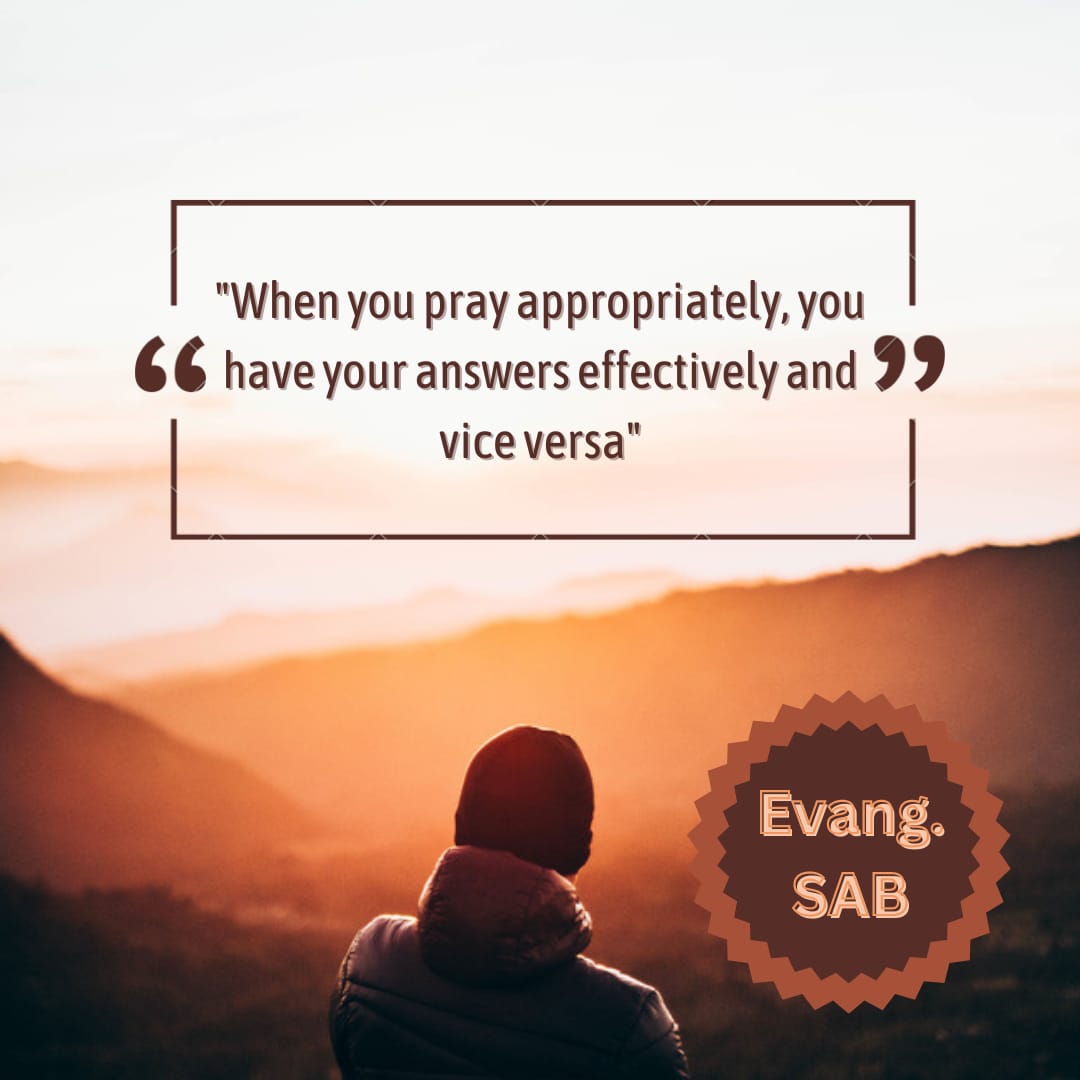 "When you pray appropriately, you
“ have your answers effectively and ”
vice versa"
Evang.
SAB